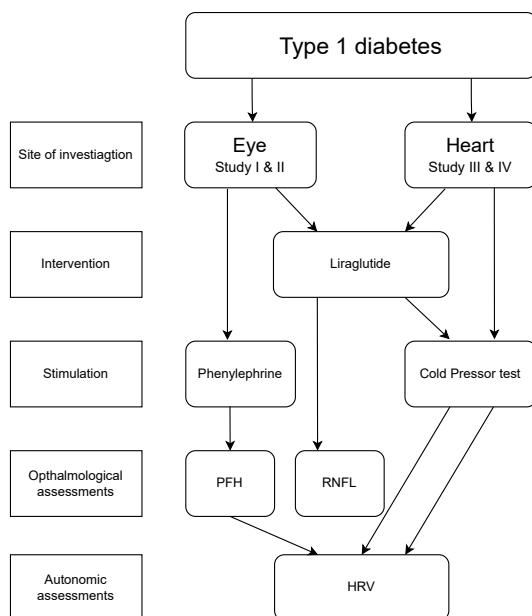 Type 1 diabetes
Site of investiagtion
Eye
Study I & II
Heart
Study III & IV
Intervention
Liraglutide
Stimulation
Phenylephrine
Cold Pressor test
Opthalmological
assessments
PFH
RNFL
Autonomic
assessments
HRV